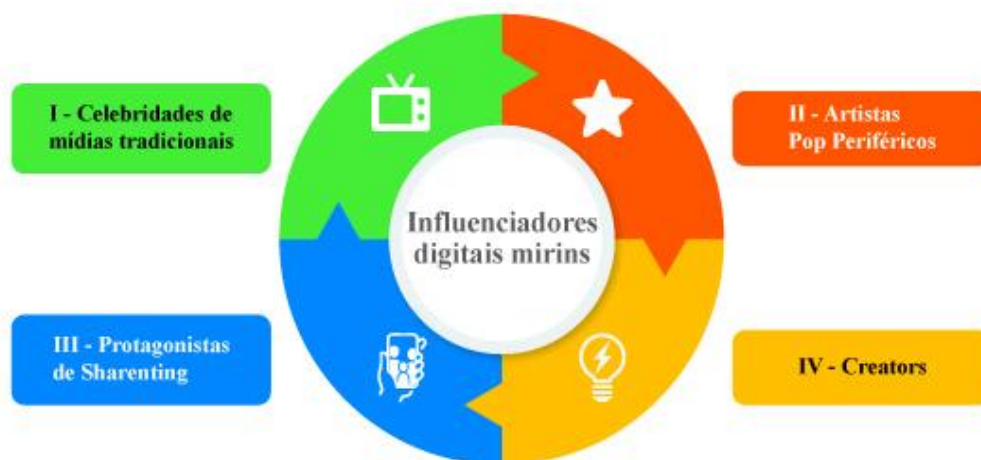 I - Celebridades de
mídias tradicionais
II - Artistas
Pop Periféricos
Influenciadores
digitais mirins
III - Protagonistas
de Sharenting
IV - Creators